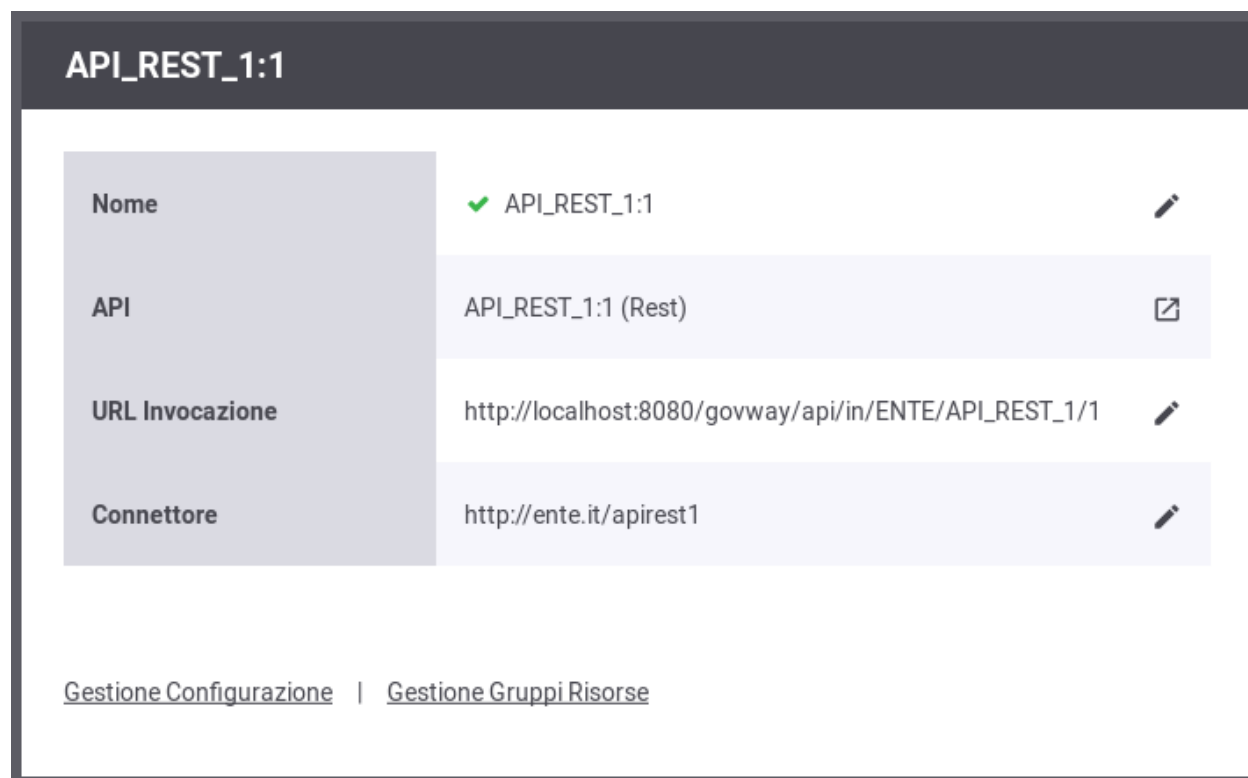 API_REST_1:1
Nome API_REST_1:1
API API_REST_1:1 (Rest)
URL Invocazione http://localhost:8080/govway/api/in/ENTE/API_REST_1/1
Connettore http://ente.it/apirest1
Gestione Configurazione | Gestione Gruppi Risorse